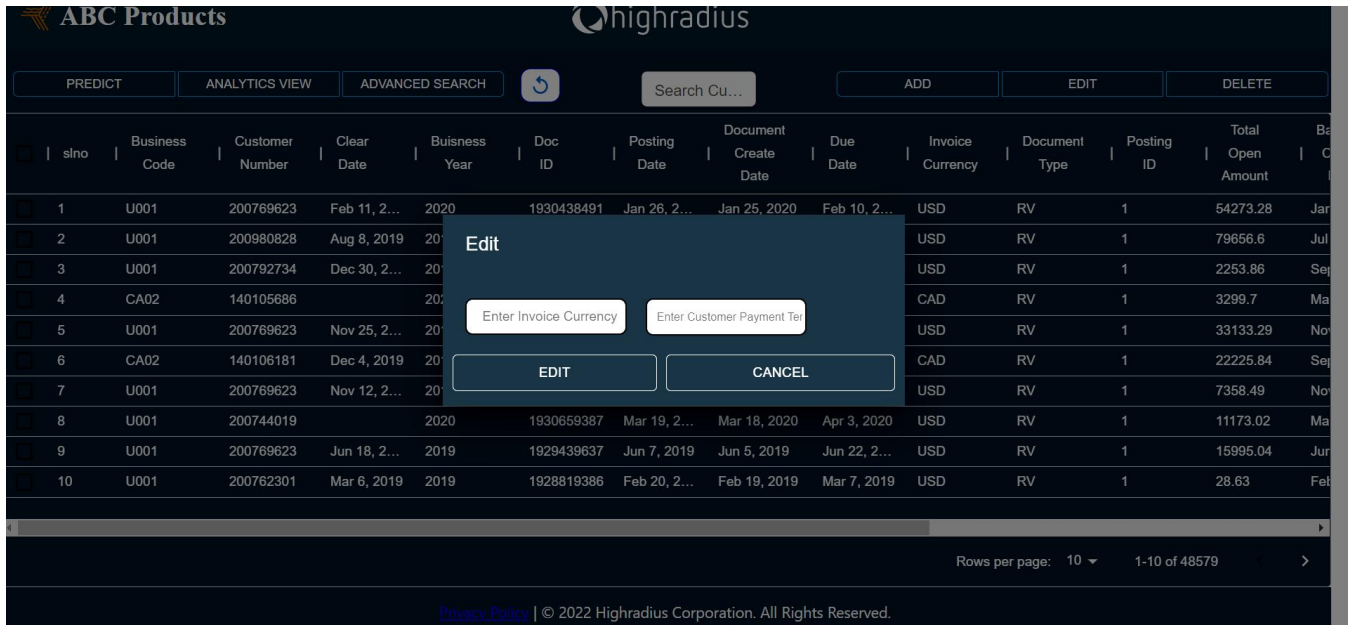 ABC Products highradius
PREDICT ANALYTICS VIEW ADVANCED SEARCH Search Cu... ADD EDIT DELETE
slno Business Code Customer Number Clear Date Buisness Year Doc ID Posting Date Document Create Date Due Date Invoice Currency Document Type Posting ID Total Open Amount
1 U001 200769623 Feb 11, 2... 2020 1930438491 Jan 26, 2... Jan 25, 2020 Feb 10, 2... USD RV 1 54273.28 Jan
2 U001 200980828 Aug 8, 2019 USD RV 1 79656.6 Jul
3 U001 200792734 Dec 30, 2... USD RV 1 2253.86 Sep
4 CA02 140105686 CAD RV 1 3299.7 Ma
5 U001 200769623 Nov 25, 2... USD RV 1 33133.29 Nov
6 CA02 140106181 Dec 4, 2019 CAD RV 1 22225.84 Sep
7 U001 200769623 Nov 12, 2... USD RV 1 7358.49 Nov
8 U001 200744019 2020 1930659387 Mar 19, 2... Mar 18, 2020 Apr 3, 2020 USD RV 1 11173.02 Ma
9 U001 200769623 Jun 18, 2... 2019 1929439637 Jun 7, 2019 Jun 5, 2019 Jun 22, 2... USD RV 1 15995.04 Jun
10 U001 200762301 Mar 6, 2019 2019 1928819386 Feb 20, 2... Feb 19, 2019 Mar 7, 2019 USD RV 1 28.63 Feb
Edit
Enter Invoice Currency Enter Customer Payment Ter
EDIT CANCEL
Rows per page: 10 1-10 of 48579
Privacy Policy | © 2022 Highradius Corporation. All Rights Reserved.